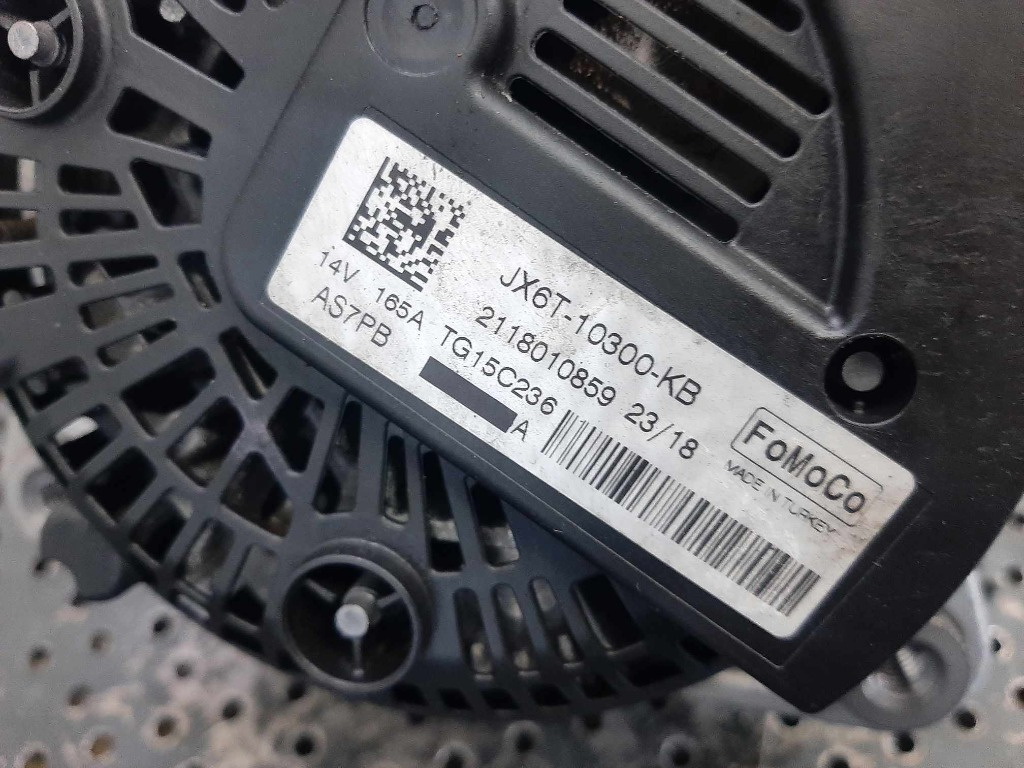 JX6T-10300-KB
2118010859 23/18
14V 165A TG15C236
AS7PB A
FoMoCo
MADE IN TURKEY